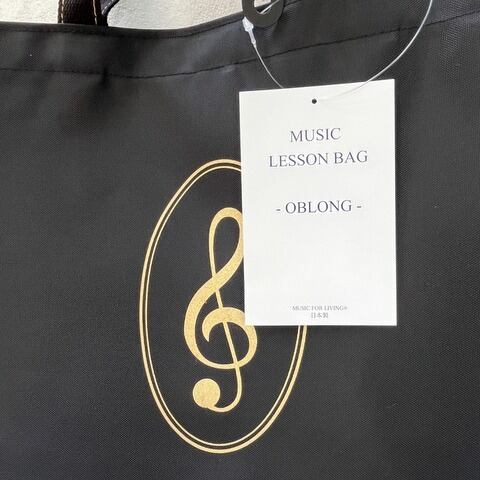 MUSIC
LESSON BAG
- OBLONG -
MUSIC FOR LIVING®
日本製